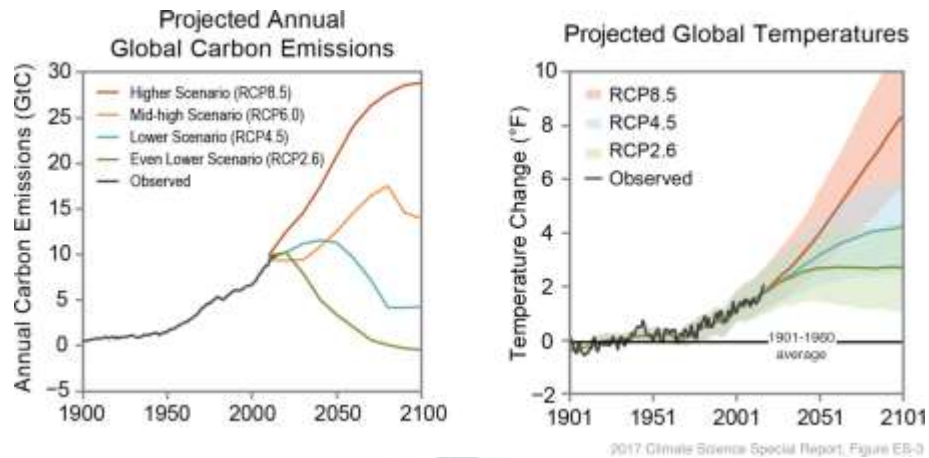 Projected Annual
Global Carbon Emissions
Annual Carbon Emissions (GtC)
30
25
20
15
10
5
0
−5
Higher Scenario (RCP8.5)
Mid-high Scenario (RCP6.0)
Lower Scenario (RCP4.5)
Even Lower Scenario (RCP2.6)
Observed
1900
1950
2000
2050
2100
Projected Global Temperatures
Temperature Change (°F)
10
8
6
4
2
0
−2
RCP8.5
RCP4.5
RCP2.6
Observed
1901-1960
average
1901
1951
2001
2051
2101
2017 Climate Science Special Report, Figure ES-3